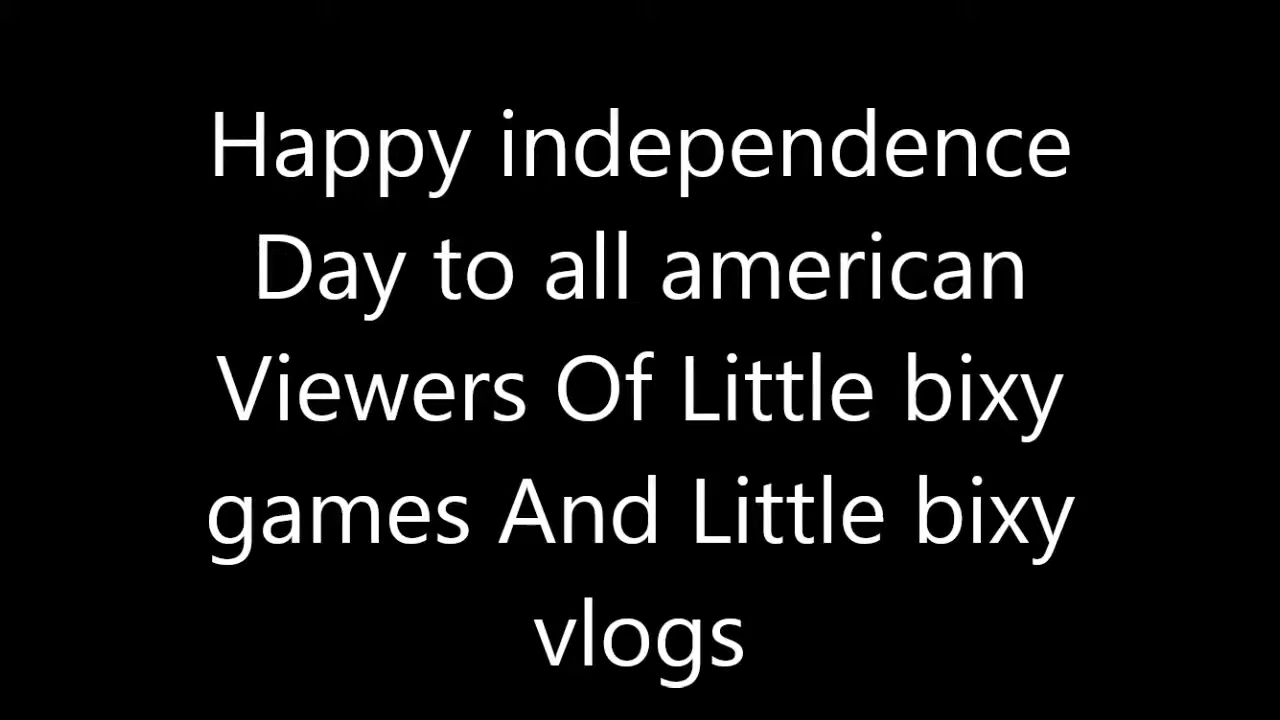 Happy independence
Day to all american
Viewers Of Little bixy
games And Little bixy
vlogs